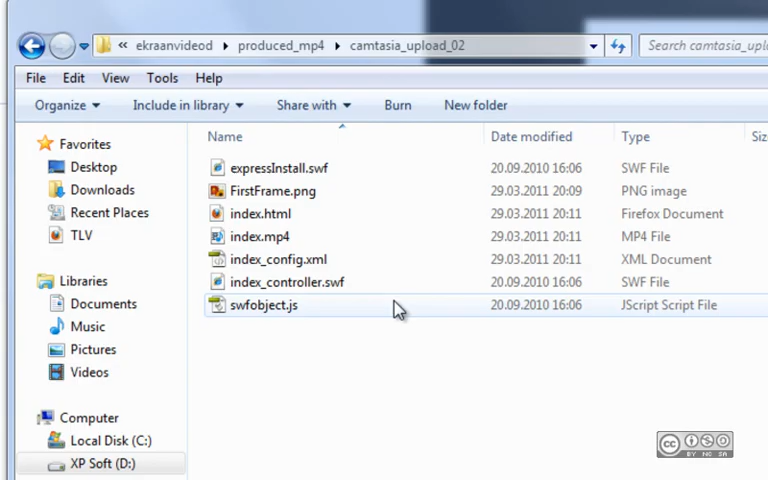 « ekraanvideod produced_mp4 camtasia_upload_02 Search camtasia_uplo
File Edit View Tools Help
Organize Include in library Share with Burn New folder
Name Date modified Type Siz
Favorites
Desktop
Downloads
Recent Places
TLV
Libraries
Documents
Music
Pictures
Videos
Computer
Local Disk (C:)
XP Soft (D:)
expressInstall.swf 20.09.2010 16:06 SWF File
FirstFrame.png 29.03.2011 20:09 PNG image
index.html 29.03.2011 20:11 Firefox Document
index.mp4 29.03.2011 20:11 MP4 File
index_config.xml 29.03.2011 20:11 XML Document
index_controller.swf 20.09.2010 16:06 SWF File
swfobject.js 20.09.2010 16:06 JScript Script File
cc
BY NC SA